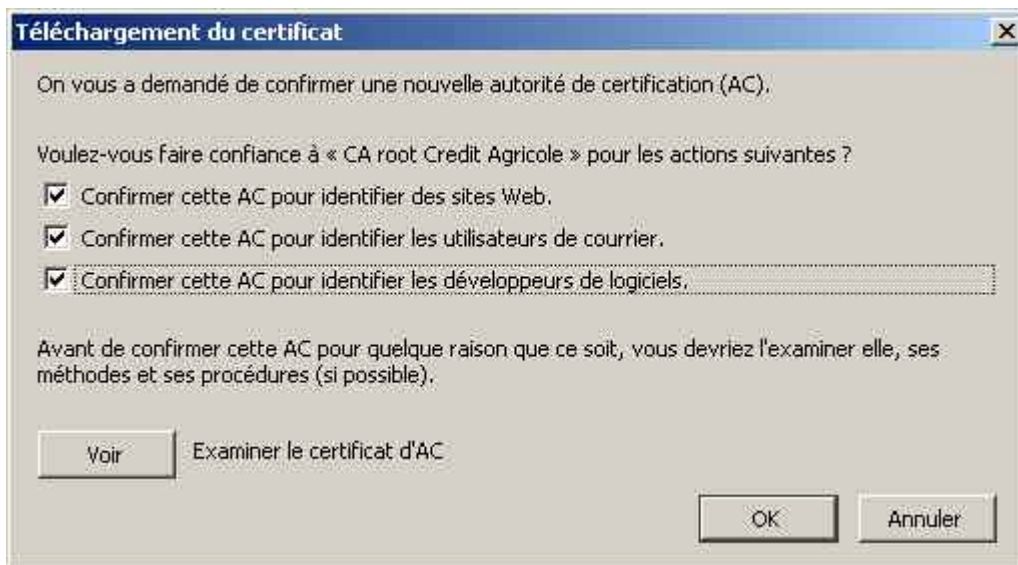 Téléchargement du certificat
On vous a demandé de confirmer une nouvelle autorité de certification (AC).
Voulez-vous faire confiance à « CA root Credit Agricole » pour les actions suivantes ?
Confirmer cette AC pour identifier des sites Web.
Confirmer cette AC pour identifier les utilisateurs de courrier.
Confirmer cette AC pour identifier les développeurs de logiciels.
Avant de confirmer cette AC pour quelque raison que ce soit, vous devriez l'examiner elle, ses
méthodes et ses procédures (si possible).
Voir Examiner le certificat d'AC
OK Annuler